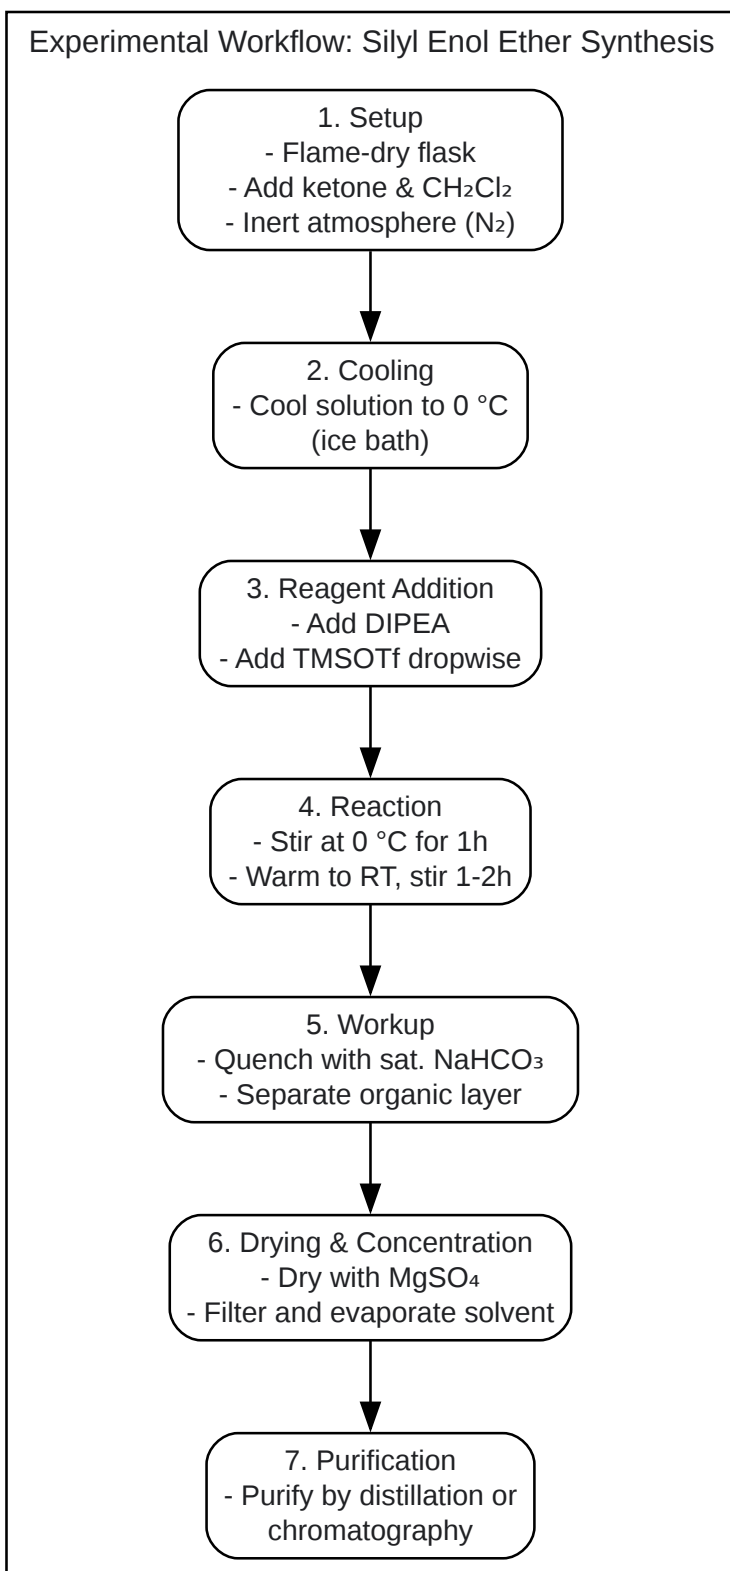 Experimental Workflow: Silyl Enol Ether Synthesis
1. Setup
- Flame-dry flask
- Add ketone & CH₂Cl₂
- Inert atmosphere (N₂)
2. Cooling
- Cool solution to 0 °C
(ice bath)
3. Reagent Addition
- Add DIPEA
- Add TMSOTf dropwise
4. Reaction
- Stir at 0 °C for 1h
- Warm to RT, stir 1-2h
5. Workup
- Quench with sat. NaHCO₃
- Separate organic layer
6. Drying & Concentration
- Dry with MgSO₄
- Filter and evaporate solvent
7. Purification
- Purify by distillation or
chromatography